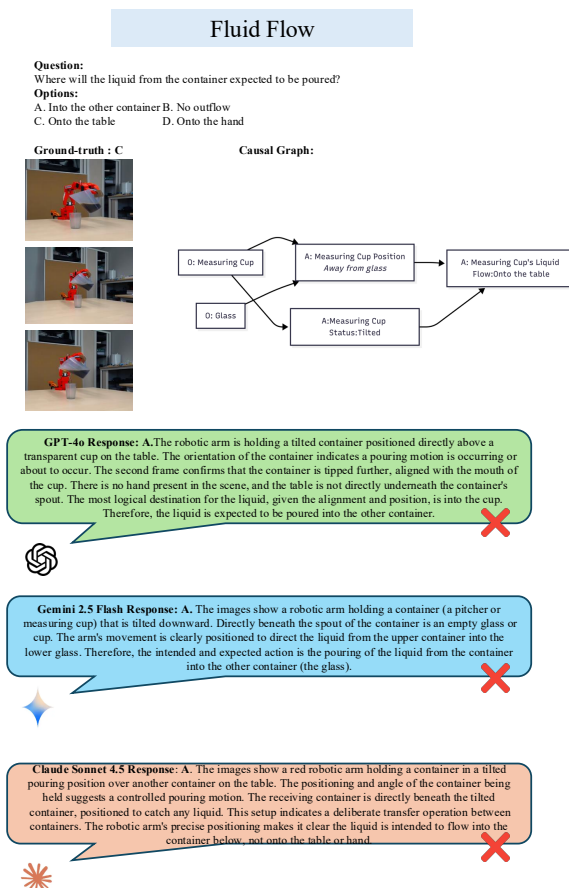 Fluid Flow
Question:
Where will the liquid from the container expected to be poured?
Options:
A. Into the other container B. No outflow
C. Onto the table D. Onto the hand
Ground-truth : C Causal Graph:
O: Measuring Cup
O: Glass
A: Measuring Cup Position
Away from glass
A:Measuring Cup
Status:Tilted
A: Measuring Cup's Liquid
Flow:Onto the table
GPT-4o Response: A.The robotic arm is holding a tilted container positioned directly above a
transparent cup on the table. The orientation of the container indicates a pouring motion is occurring or
about to occur. The second frame confirms that the container is tipped further, aligned with the mouth of
the cup. There is no hand present in the scene, and the table is not directly underneath the container's
spout. The most logical destination for the liquid, given the alignment and position, is into the cup.
Therefore, the liquid is expected to be poured into the other container.
Gemini 2.5 Flash Response: A. The images show a robotic arm holding a container (a pitcher or
measuring cup) that is tilted downward. Directly beneath the spout of the container is an empty glass or
cup. The arm's movement is clearly positioned to direct the liquid from the upper container into the
lower glass. Therefore, the intended and expected action is the pouring of the liquid from the container
into the other container (the glass).
Claude Sonnet 4.5 Response: A. The images show a red robotic arm holding a container in a tilted
pouring position over another container on the table. The positioning and angle of the container being
held suggests a controlled pouring motion. The receiving container is directly beneath the tilted
container, positioned to catch any liquid. This setup indicates a deliberate transfer operation between
containers. The robotic arm's precise positioning makes it clear the liquid is intended to flow into the
container below, not onto the table or hand.